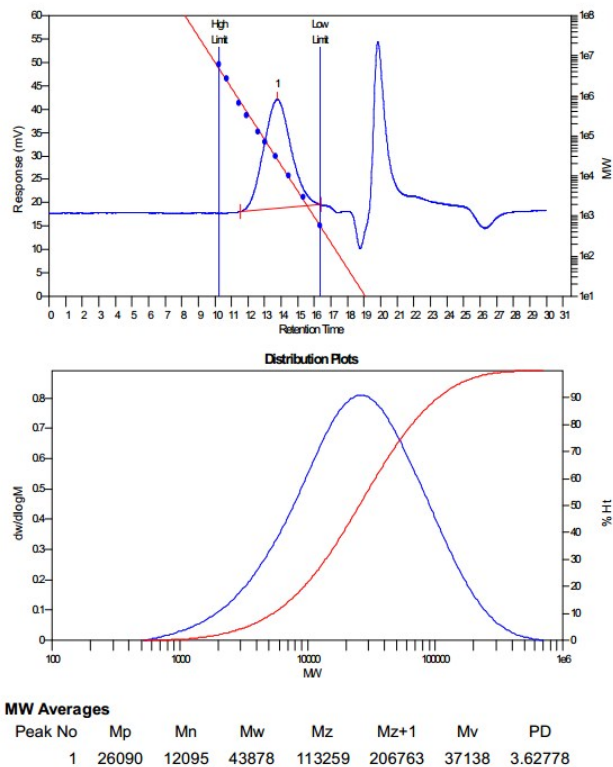 High
Limit
Low
Limit
1
60
55
50
45
40
35
30
25
20
15
10
5
0
Response (mV)
1e8
1e7
1e6
1e5
1e4
1e3
1e2
1e1
MW
0 1 2 3 4 5 6 7 8 9 10 11 12 13 14 15 16 17 18 19 20 21 22 23 24 25 26 27 28 29 30 31
Retention Time
Distribution Plots
0.8
0.7
0.6
0.5
0.4
0.3
0.2
0.1
0
dw/dlogM
90
80
70
60
50
40
30
20
10
0
% Ht
100 1000 10000 100000 1e6
MW
MW Averages
Peak No Mp Mn Mw Mz Mz+1 Mv PD
1 26090 12095 43878 113259 206763 37138 3.62778